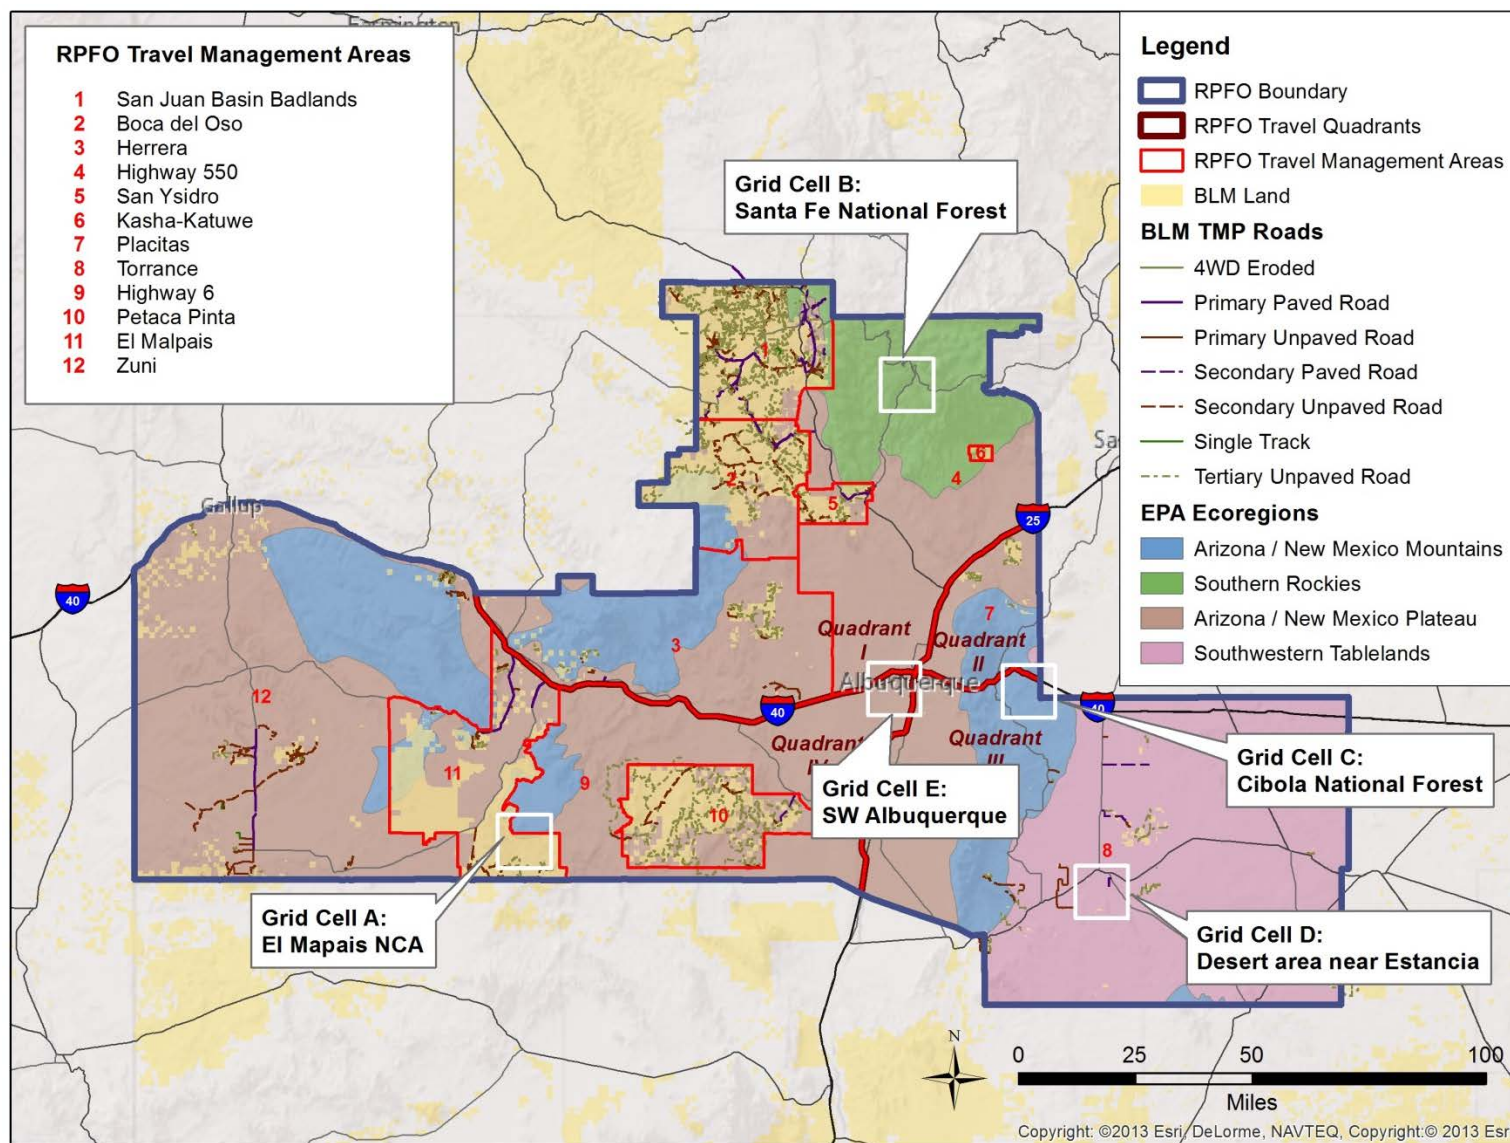 Farmington
RPFO Travel Management Areas
1 San Juan Basin Badlands
2 Boca del Oso
3 Herrera
4 Highway 550
5 San Ysidro
6 Kasha-Katuwe
7 Placitas
8 Torrance
9 Highway 6
10 Petaca Pinta
11 El Malpais
12 Zuni
Legend
RPFO Boundary
RPFO Travel Quadrants
RPFO Travel Management Areas
BLM Land
BLM TMP Roads
4WD Eroded
Primary Paved Road
Primary Unpaved Road
Secondary Paved Road
Secondary Unpaved Road
Single Track
Tertiary Unpaved Road
EPA Ecoregions
Arizona / New Mexico Mountains
Southern Rockies
Arizona / New Mexico Plateau
Southwestern Tablelands
Grid Cell B:
Santa Fe National Forest
1
Sa
6
2
4
5
Gallup
25
40
7
Quadrant
I
Quadrant
II
3
Albuquerque
12
40
40
Quadrant
IV
Quadrant
III
11
9
10
Grid Cell C:
Cibola National Forest
Grid Cell E:
SW Albuquerque
8
Grid Cell A:
El Mapais NCA
Grid Cell D:
Desert area near Estancia
N
0 25 50 100
Miles
Copyright: ©2013 Esri, DeLorme, NAVTEQ, Copyright:© 2013 Esr